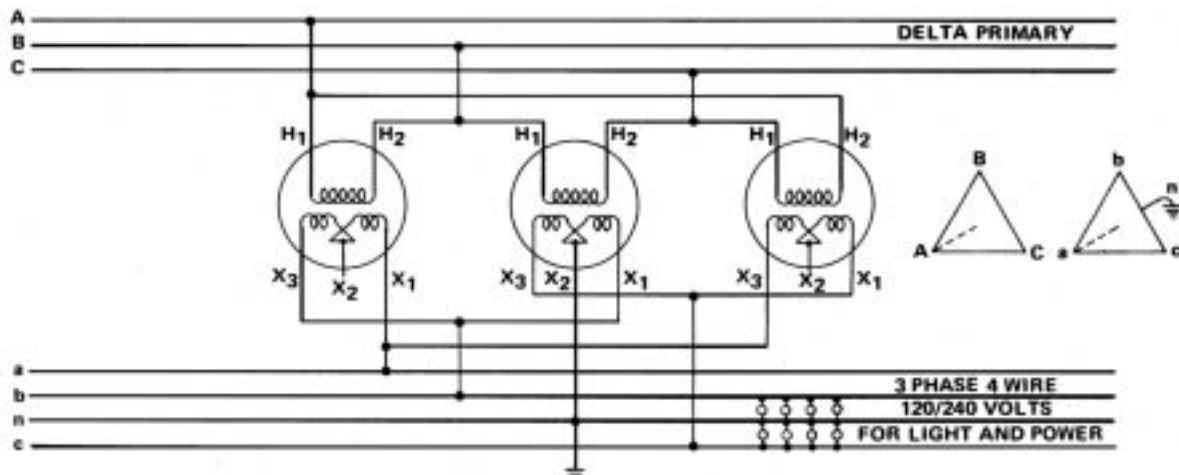 A
B
DELTA PRIMARY
C
H1 H2 H1 H2 H1 H2
B b
n
A C a c
X3 X2 X1 X3 X2 X1 X3 X2 X1
a
3 PHASE 4 WIRE
b
120/240 VOLTS
n
FOR LIGHT AND POWER
c